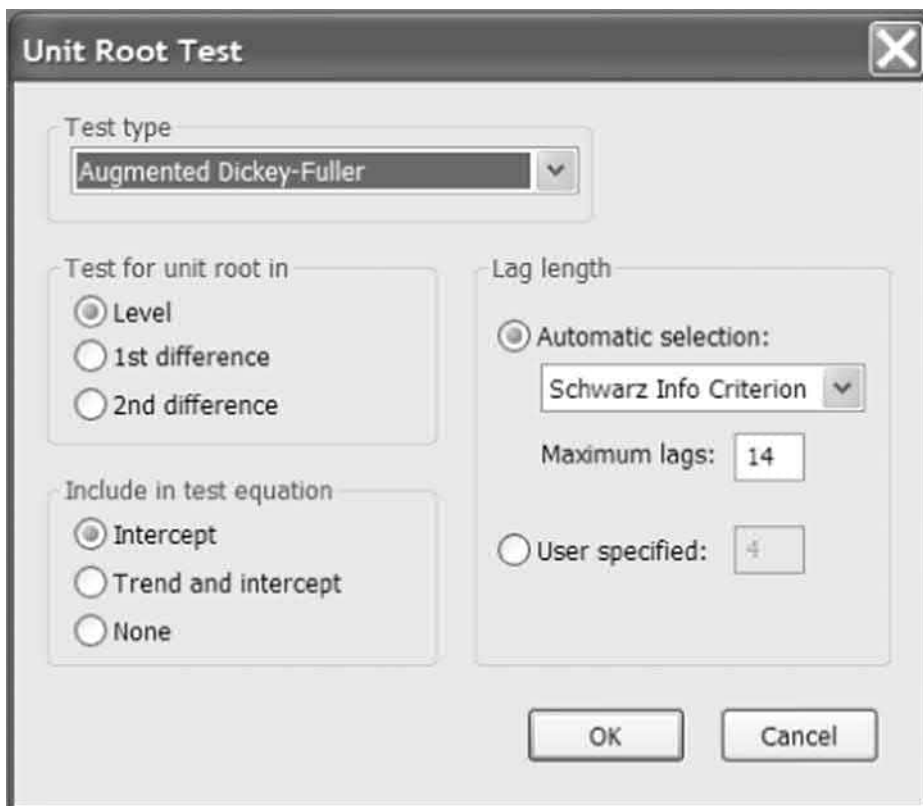 Unit Root Test
Test type
Augmented Dickey-Fuller
Test for unit root in
Level
1st difference
2nd difference
Include in test equation
Intercept
Trend and intercept
None
Lag length
Automatic selection:
Schwarz Info Criterion
Maximum lags: 14
User specified: 4
OK
Cancel